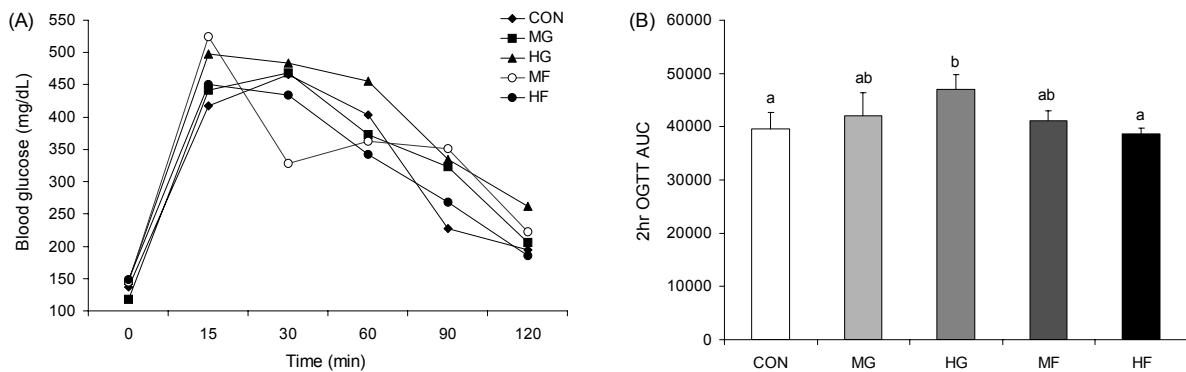 (A)
550
500
450
400
350
300
250
200
150
100
Blood glucose (mg/dL)
0 15 30 60 90 120
Time (min)
CON
MG
HG
MF
HF
(B)
60000
50000
40000
30000
20000
10000
0
2hr OGTT AUC
a ab b ab a
CON MG HG MF HF